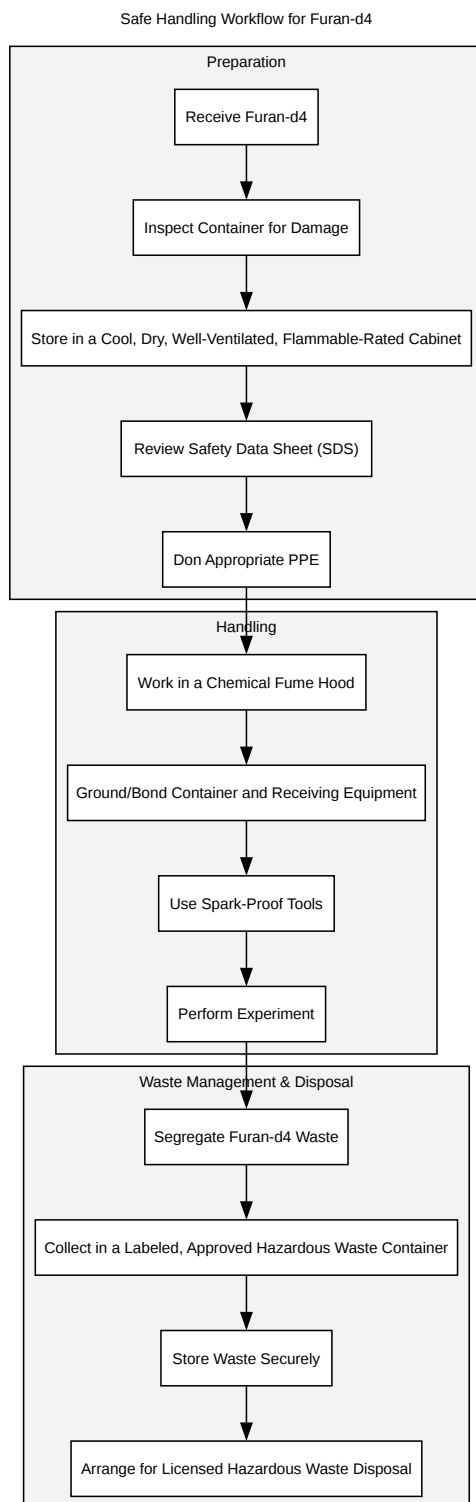 Safe Handling Workflow for Furan-d4
Preparation
Receive Furan-d4
Inspect Container for Damage
Store in a Cool, Dry, Well-Ventilated, Flammable-Rated Cabinet
Review Safety Data Sheet (SDS)
Don Appropriate PPE
Handling
Work in a Chemical Fume Hood
Ground/Bond Container and Receiving Equipment
Use Spark-Proof Tools
Perform Experiment
Waste Management & Disposal
Segregate Furan-d4 Waste
Collect in a Labeled, Approved Hazardous Waste Container
Store Waste Securely
Arrange for Licensed Hazardous Waste Disposal